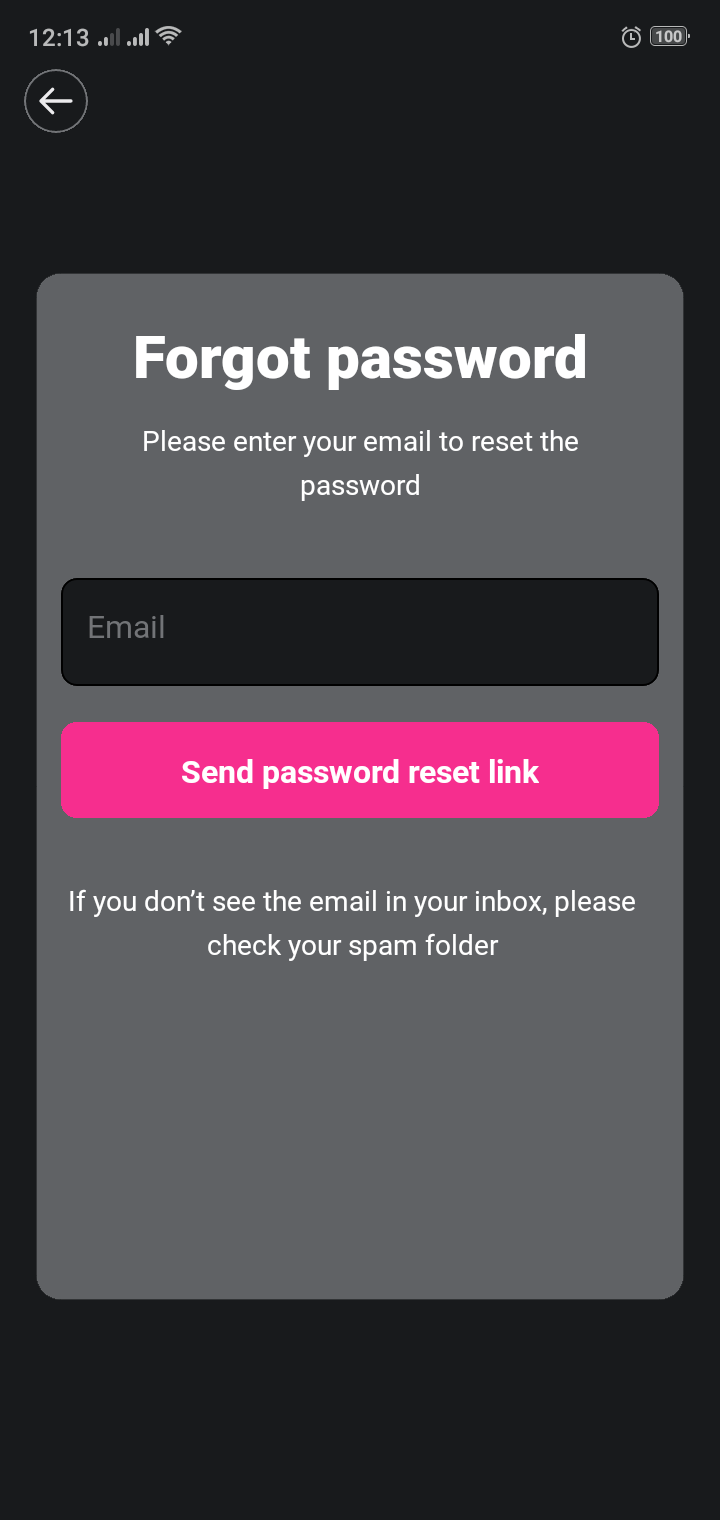 12:13
100
Forgot password
Please enter your email to reset the
password
Email
Send password reset link
If you don’t see the email in your inbox, please
check your spam folder